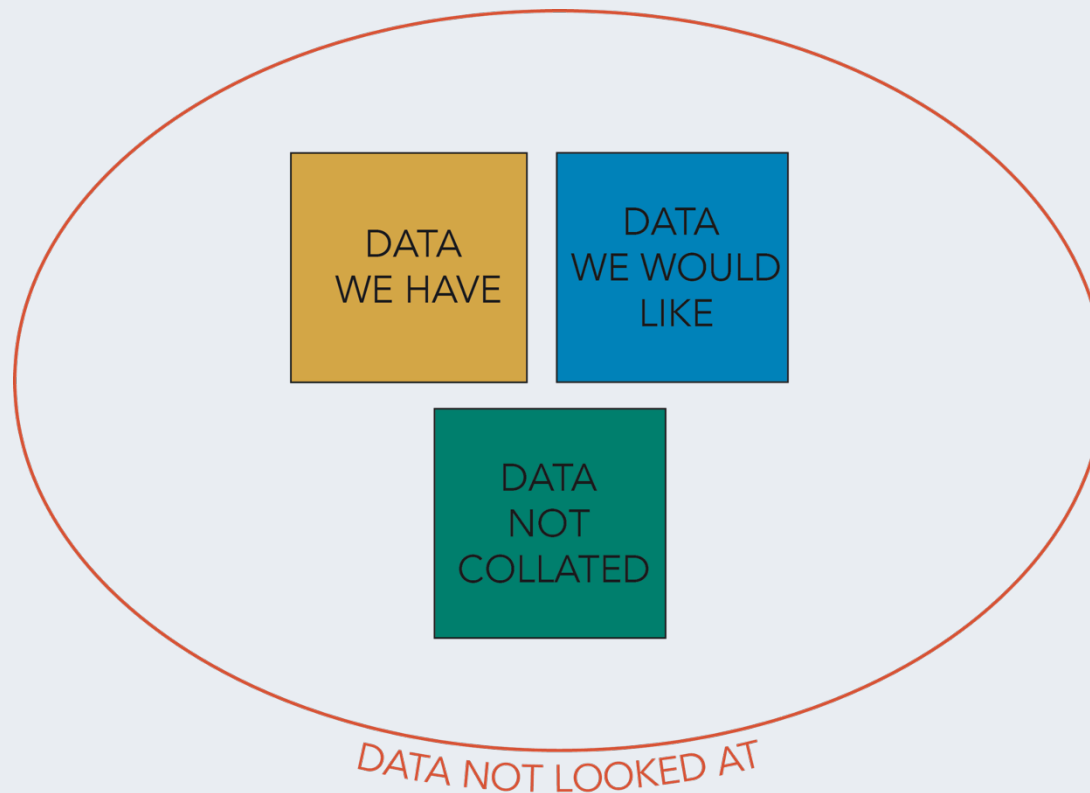 DATA
WE HAVE
DATA
WE WOULD
LIKE
DATA
NOT
COLLATED
DATA NOT LOOKED AT